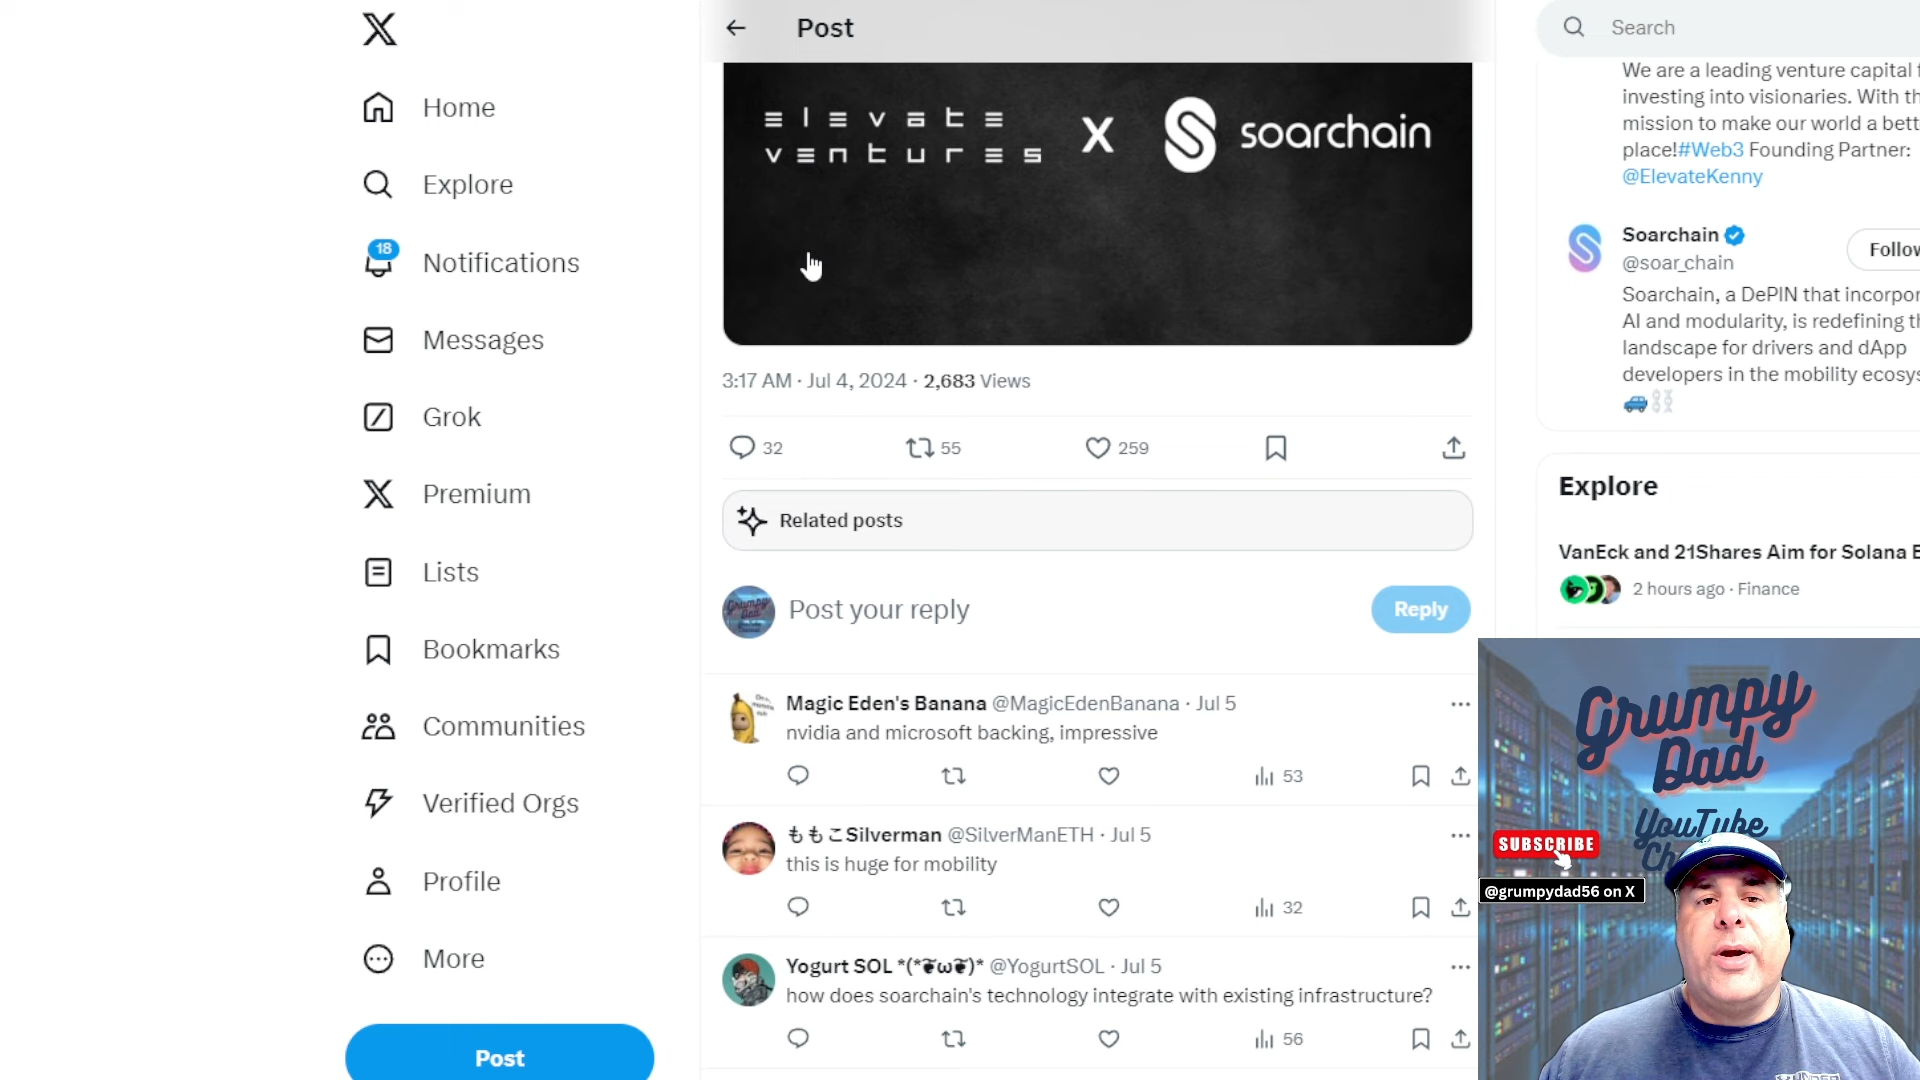 Home
Explore
18
Notifications
Messages
Grok
Premium
Lists
Bookmarks
Communities
Verified Orgs
Profile
More
Post
Post
elevate
ventures
X
soarchain
3:17 AM · Jul 4, 2024 · 2,683 Views
32
55
259
Related posts
Post your reply
Reply
Magic Eden's Banana @MagicEdenBanana · Jul 5
nvidia and microsoft backing, impressive
53
ももこSilverman @SilverManETH · Jul 5
this is huge for mobility
32
Yogurt SOL @YogurtSOL · Jul 5
how does soarchain's technology integrate with existing infrastructure?
56
Search
We are a leading venture capital
investing into visionaries. With
mission to make our world a
place!#Web3 Founding Partner:
@ElevateKenny
Soarchain
@soar_chain
Follow
Soarchain, a DePIN that
AI and modularity, is redefining
landscape for drivers and dApp
developers in the mobility
Explore
VanEck and 21Shares Aim for Solana
2 hours ago · Finance
Grumpy
Dad
YouTube
SUBSCRIBE
@grumpydad56 on X